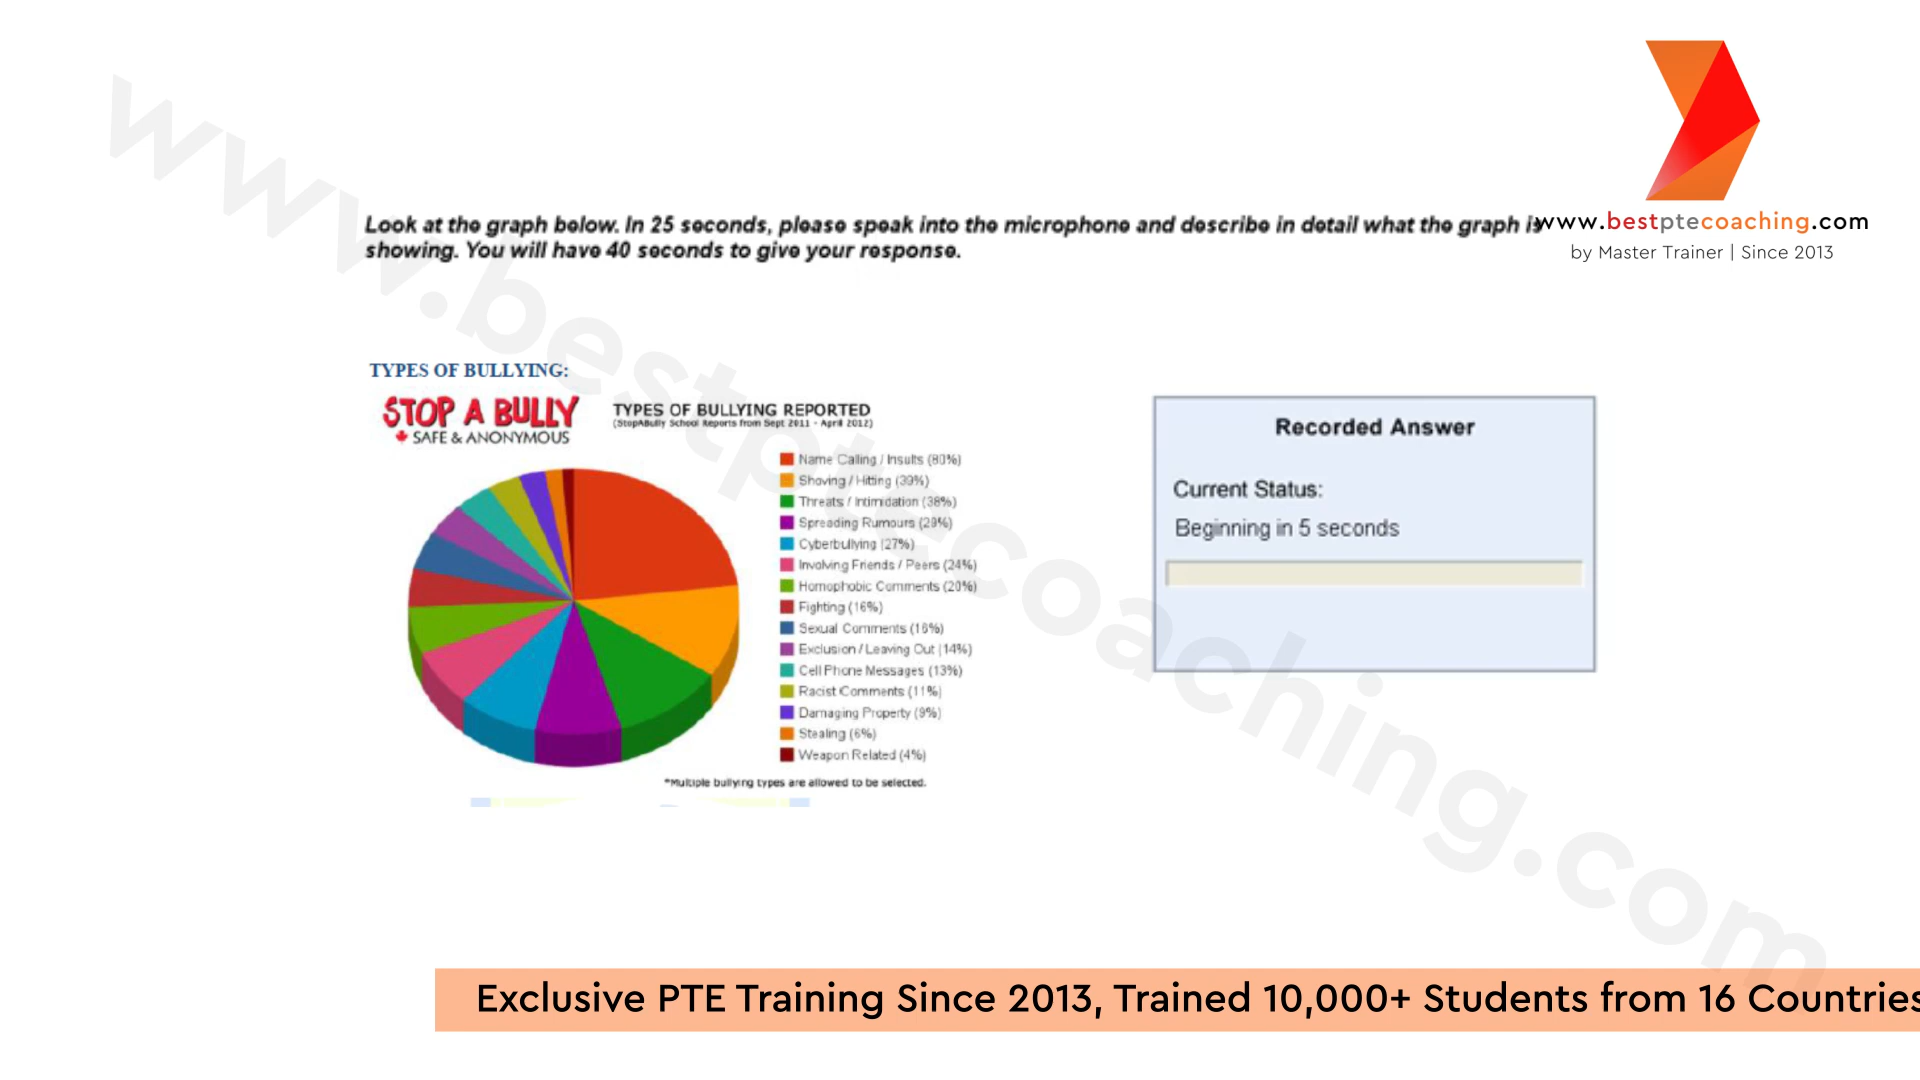 www.bestptecoaching.com
by Master Trainer | Since 2013
Look at the graph below. In 25 seconds, please speak into the microphone and describe in detail what the graph is
showing. You will have 40 seconds to give your response.
TYPES OF BULLYING:
STOP A BULLY
SAFE & ANONYMOUS
TYPES OF BULLYING REPORTED
(StopABully School Reports from Sept 2011 - April 2012)
Name Calling / Insults (80%)
Shoving / Hitting (39%)
Threats / Intimidation (38%)
Spreading Rumours (29%)
Cyberbullying (27%)
Involving Friends / Peers (24%)
Homophobic Comments (20%)
Fighting (16%)
Sexual Comments (16%)
Exclusion / Leaving Out (14%)
Cell Phone Messages (13%)
Racist Comments (11%)
Damaging Property (9%)
Stealing (6%)
Weapon Related (4%)
*Multiple bullying types are allowed to be selected.
Recorded Answer
Current Status:
Beginning in 5 seconds
www.bestptecoaching.com
Exclusive PTE Training Since 2013, Trained 10,000+ Students from 16 Countries